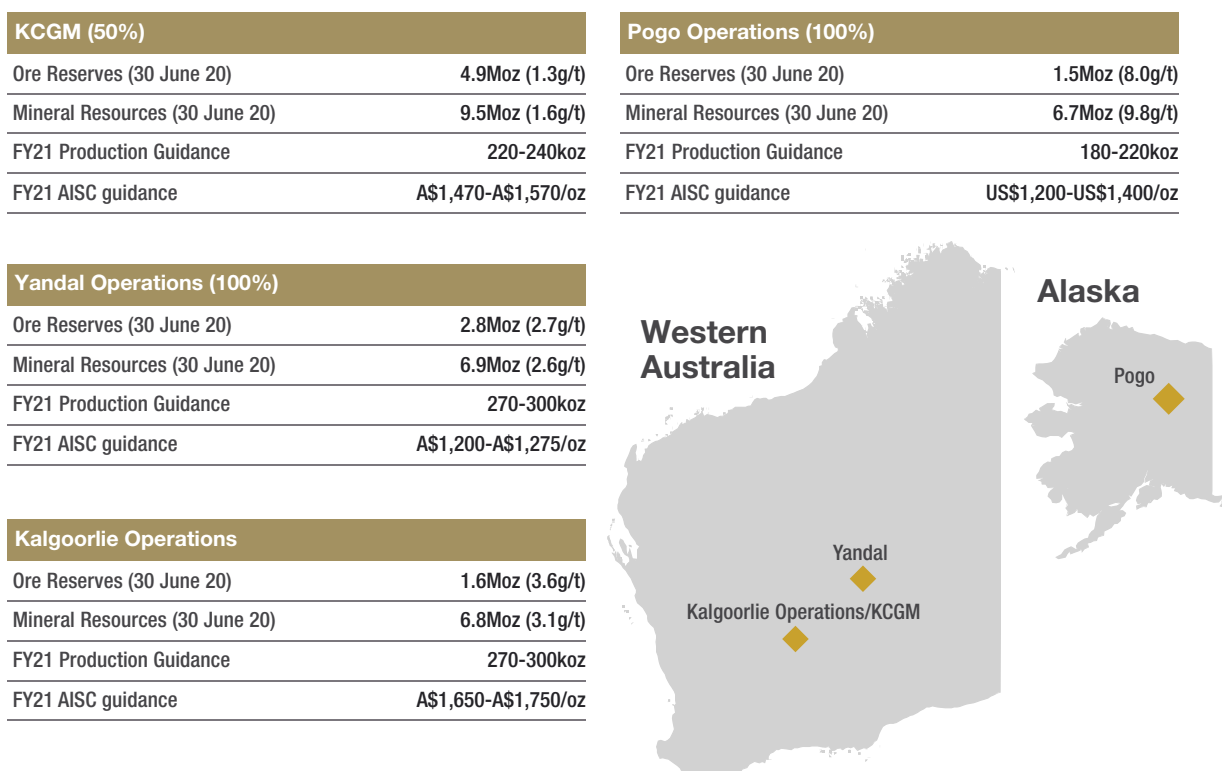 KCGM (50%)
Ore Reserves (30 June 20) 4.9Moz (1.3g/t)
Mineral Resources (30 June 20) 9.5Moz (1.6g/t)
FY21 Production Guidance 220-240koz
FY21 AISC guidance A$1,470-A$1,570/oz
Pogo Operations (100%)
Ore Reserves (30 June 20) 1.5Moz (8.0g/t)
Mineral Resources (30 June 20) 6.7Moz (9.8g/t)
FY21 Production Guidance 180-220koz
FY21 AISC guidance US$1,200-US$1,400/oz
Yandal Operations (100%)
Ore Reserves (30 June 20) 2.8Moz (2.7g/t)
Mineral Resources (30 June 20) 6.9Moz (2.6g/t)
FY21 Production Guidance 270-300koz
FY21 AISC guidance A$1,200-A$1,275/oz
Kalgoorlie Operations
Ore Reserves (30 June 20) 1.6Moz (3.6g/t)
Mineral Resources (30 June 20) 6.8Moz (3.1g/t)
FY21 Production Guidance 270-300koz
FY21 AISC guidance A$1,650-A$1,750/oz
Western
Australia
Yandal
Kalgoorlie Operations/KCGM
Alaska
Pogo